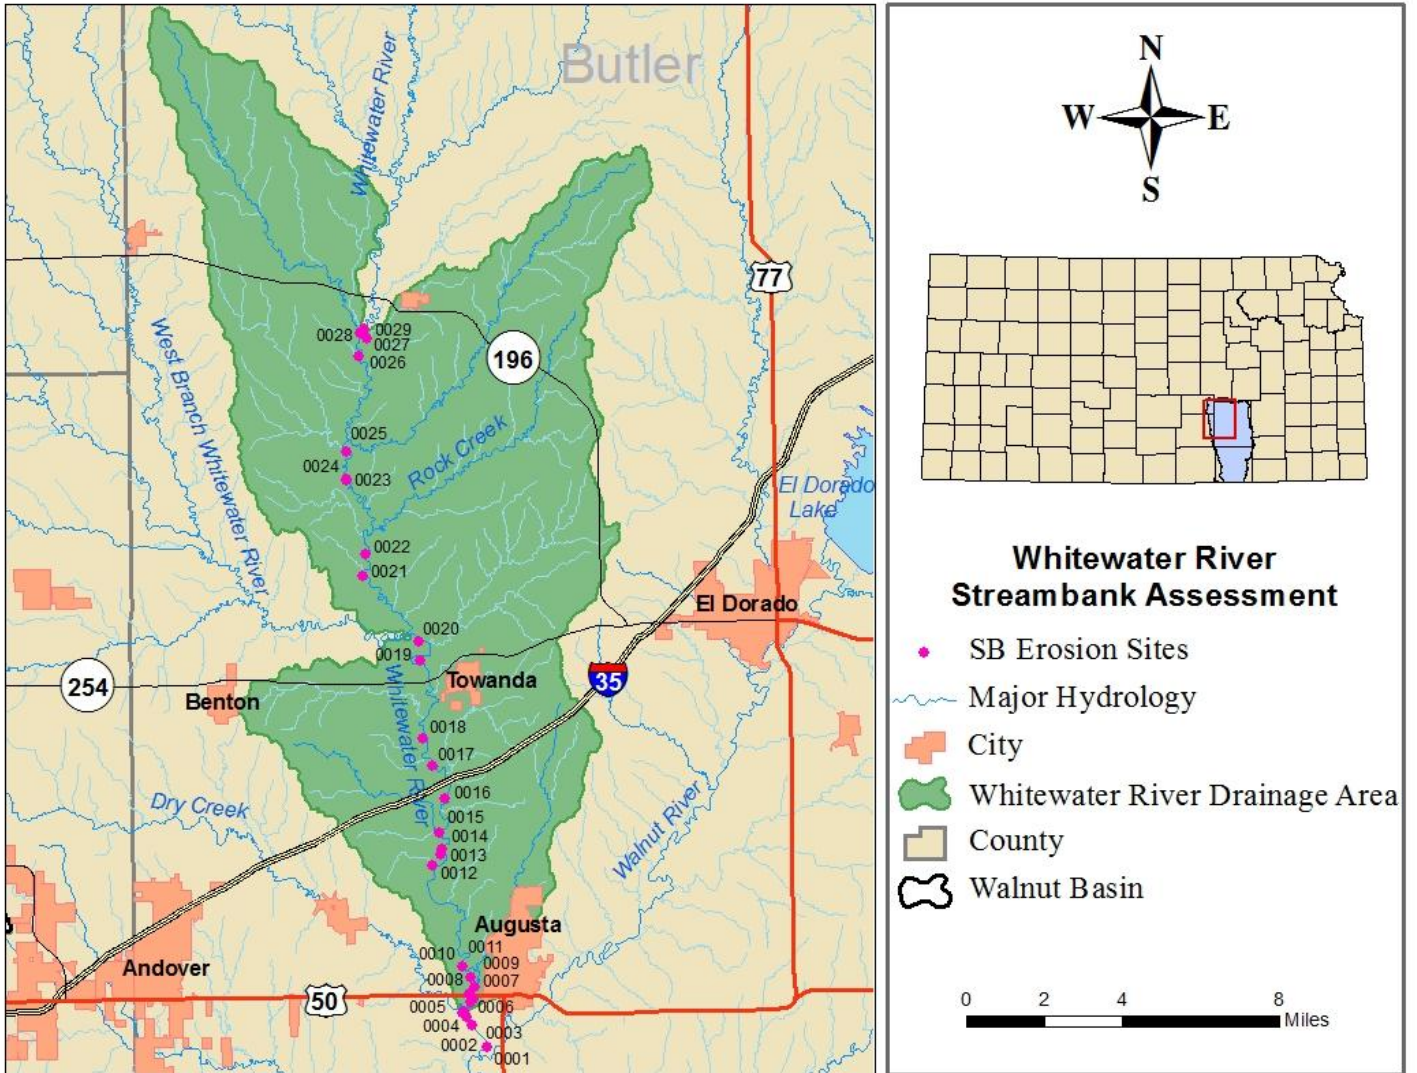 Butler
Whitewater River
77
0029
0028
0027
0026
196
West Branch Whitewater River
0025
0024
0023
Rock Creek
El Dorado
Lake
0022
0021
El Dorado
0020
0019
254
Benton
Towanda
35
Whitewater River
0018
0017
0016
Dry Creek
0015
0014
0013
0012
Walnut River
Augusta
0011
0010
0009
0008
0007
Andover
50
0006
0005
0004
0003
0002
0001
N
W
E
S
Whitewater River
Streambank Assessment
SB Erosion Sites
Major Hydrology
City
Whitewater River Drainage Area
County
Walnut Basin
0 2 4 8
Miles